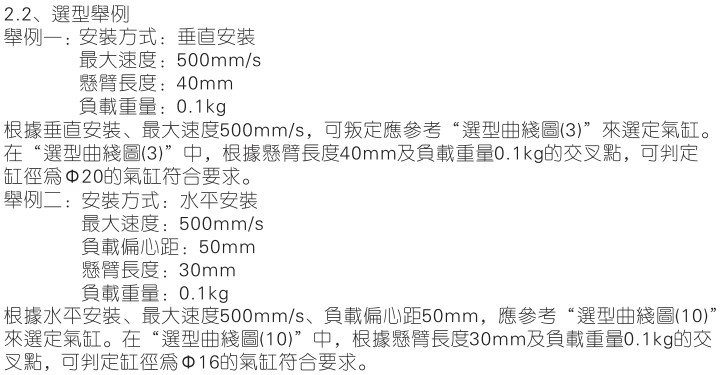 2.2、選型舉例
舉例一：安裝方式：垂直安裝
最大速度：500mm/s
懸臂長度：40mm
負載重量：0.1kg
根據垂直安裝、最大速度500mm/s，可叛定應參考“選型曲綫圖(3)”來選定氣缸。
在“選型曲綫圖(3)”中，根據懸臂長度40mm及負載重量0.1kg的交叉點，可判定
缸徑爲Φ20的氣缸符合要求。
舉例二：安裝方式：水平安裝
最大速度：500mm/s
負載偏心距：50mm
懸臂長度：30mm
負載重量：0.1kg
根據水平安裝、最大速度500mm/s、負載偏心距50mm，應參考“選型曲綫圖(10)”
來選定氣缸。在“選型曲綫圖(10)”中，根據懸臂長度30mm及負載重量0.1kg的交
叉點，可判定缸徑爲Φ16的氣缸符合要求。